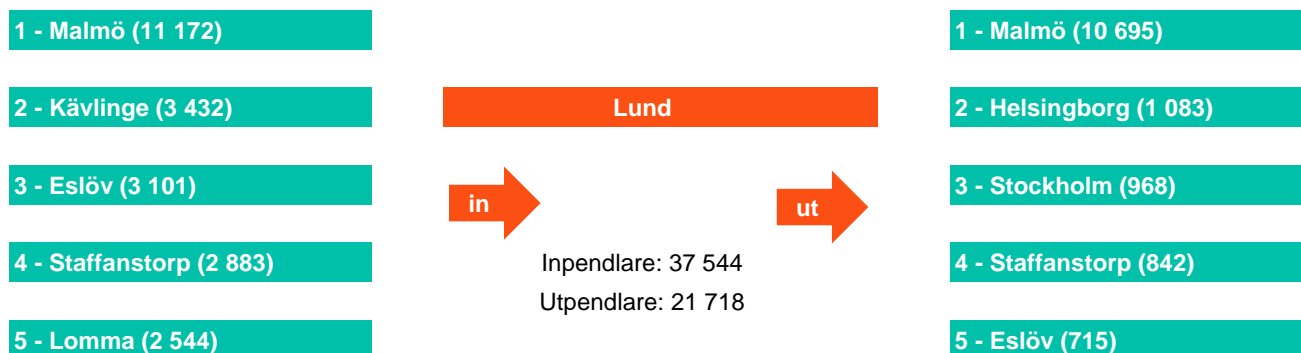 1 - Malmö (11 172)
2 - Kävlinge (3 432)
3 - Eslöv (3 101)
4 - Staffanstorp (2 883)
5 - Lomma (2 544)
Lund
in
ut
Inpendlare: 37 544
Utpendlare: 21 718
1 - Malmö (10 695)
2 - Helsingborg (1 083)
3 - Stockholm (968)
4 - Staffanstorp (842)
5 - Eslöv (715)